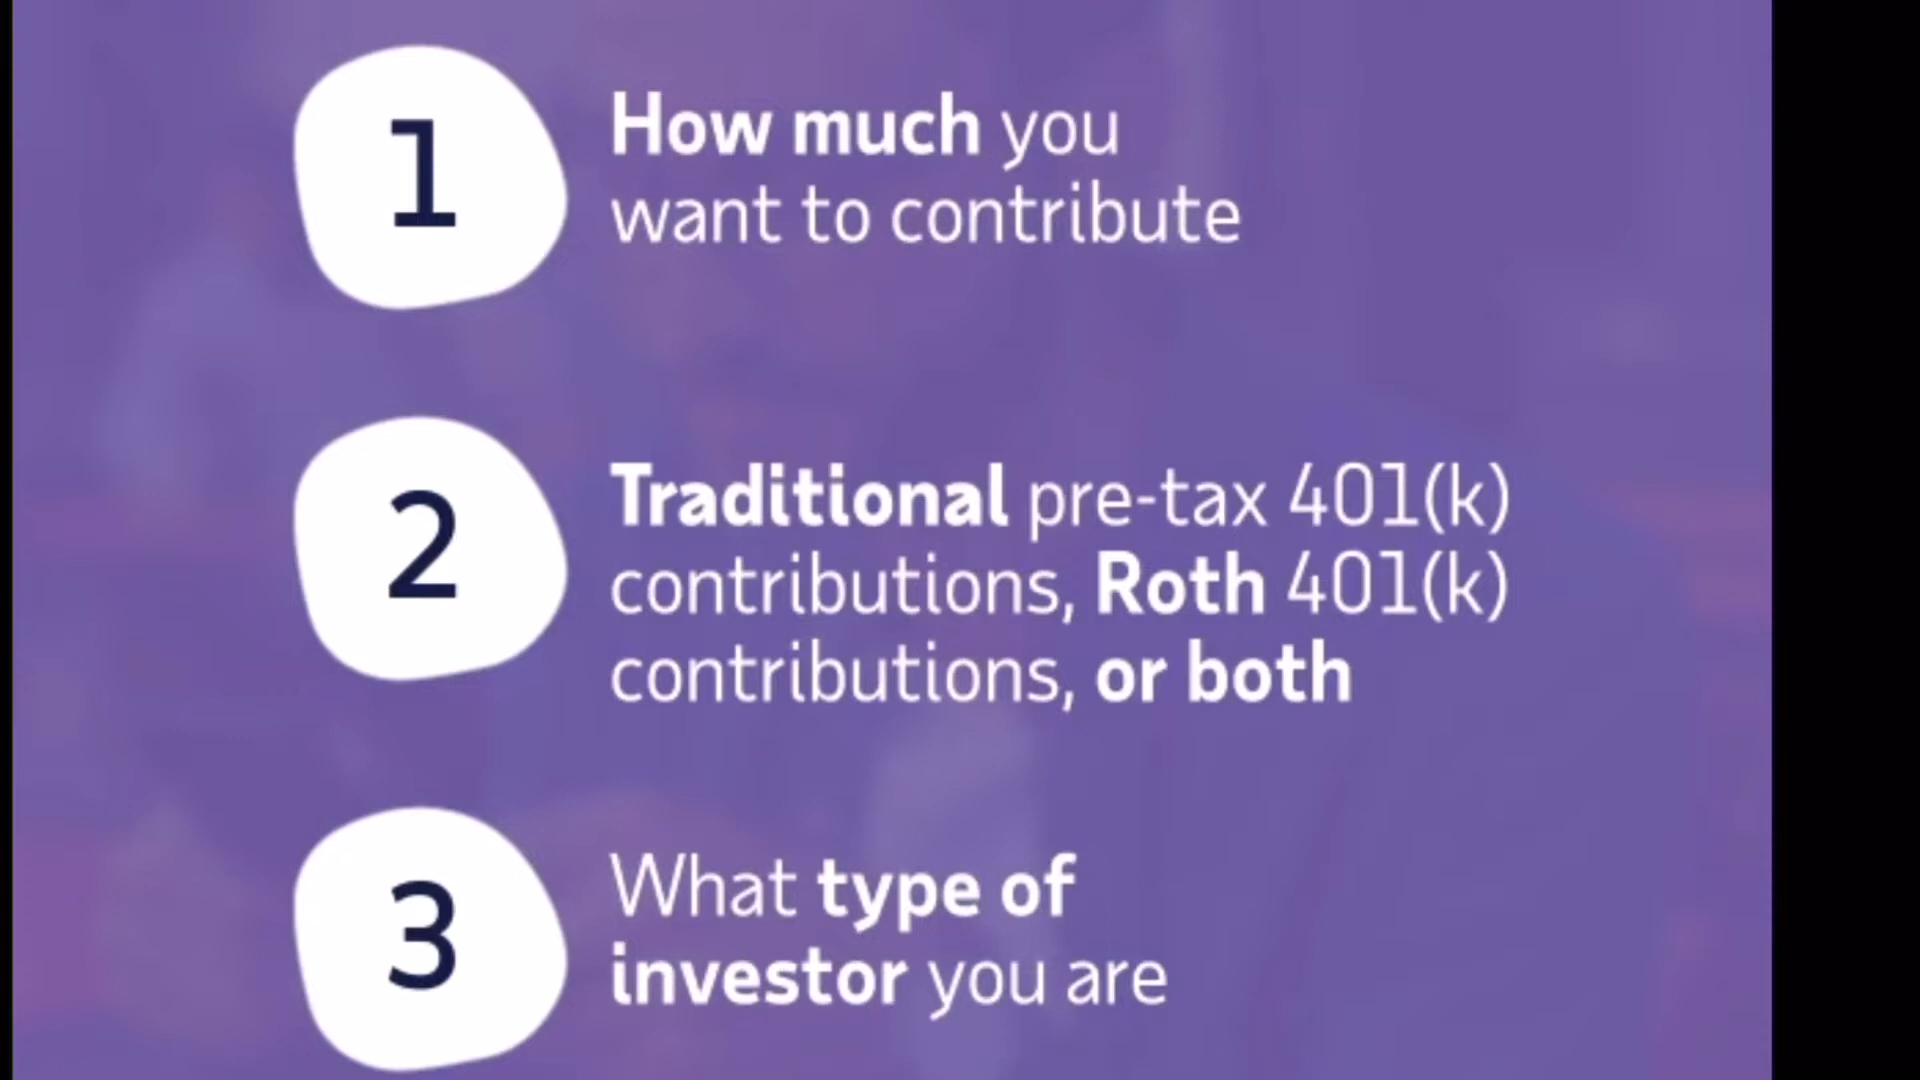 1
How much you
want to contribute
2
Traditional pre-tax 401(k)
contributions, Roth 401(k)
contributions, or both
3
What type of
investor you are